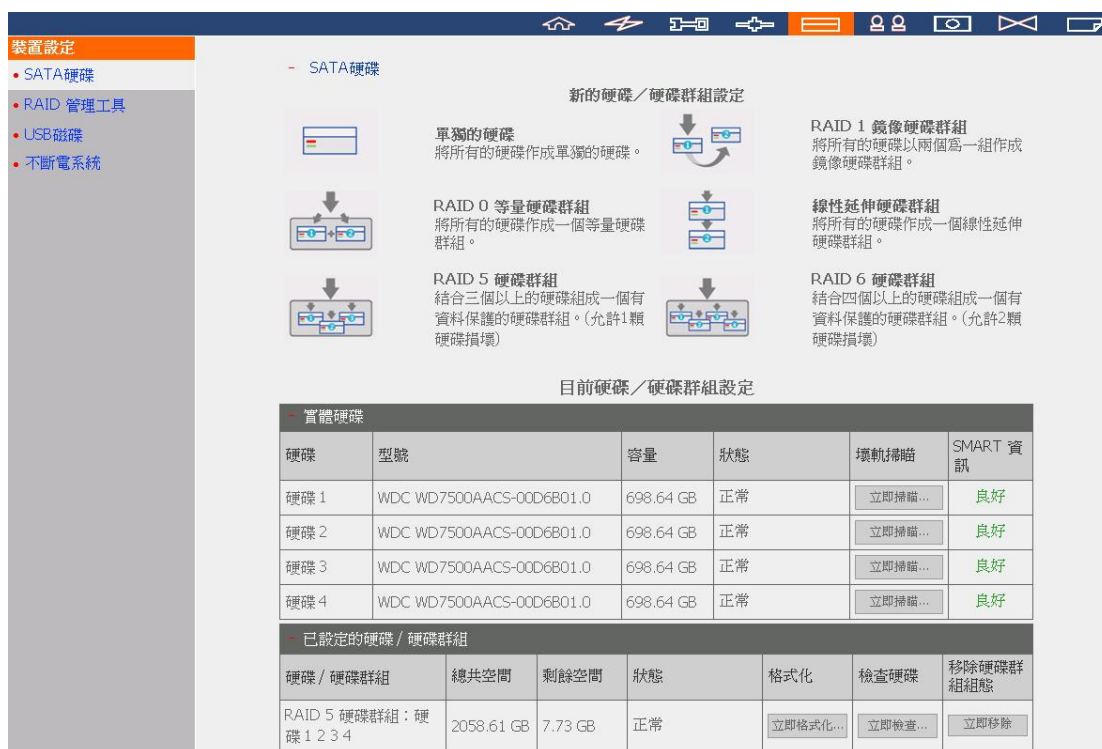 裝置設定
SATA硬碟
RAID 管理工具
USB磁碟
不斷電系統
- SATA硬碟
新的硬碟／硬碟群組設定
單獨的硬碟
將所有的硬碟作成單獨的硬碟。
RAID 1 鏡像硬碟群組
將所有的硬碟以兩個為一組作成
鏡像硬碟群組。
RAID 0 等量硬碟群組
將所有的硬碟作成一個等量硬碟
群組。
線性延伸硬碟群組
將所有的硬碟作成一個線性延伸
硬碟群組。
RAID 5 硬碟群組
結合三個以上的硬碟組成一個有
資料保護的硬碟群組。(允許1顆
硬碟損壞)
RAID 6 硬碟群組
結合四個以上的硬碟組成一個有
資料保護的硬碟群組。(允許2顆
硬碟損壞)
目前硬碟／硬碟群組設定
- 實體硬碟
硬碟 型號 容量 狀態 壞軌掃瞄 SMART 資
訊
硬碟 1 WDC WD7500AACS-00D6B01.0 698.64 GB 正常 立即掃瞄... 良好
硬碟 2 WDC WD7500AACS-00D6B01.0 698.64 GB 正常 立即掃瞄... 良好
硬碟 3 WDC WD7500AACS-00D6B01.0 698.64 GB 正常 立即掃瞄... 良好
硬碟 4 WDC WD7500AACS-00D6B01.0 698.64 GB 正常 立即掃瞄... 良好
- 已設定的硬碟 / 硬碟群組
硬碟 / 硬碟群組 總共空間 剩餘空間 狀態 格式化 檢查硬碟 移除硬碟群
組組態
RAID 5 硬碟群組：硬
碟 1 2 3 4 2058.61 GB 7.73 GB 正常 立即格式化... 立即檢查... 立即移除